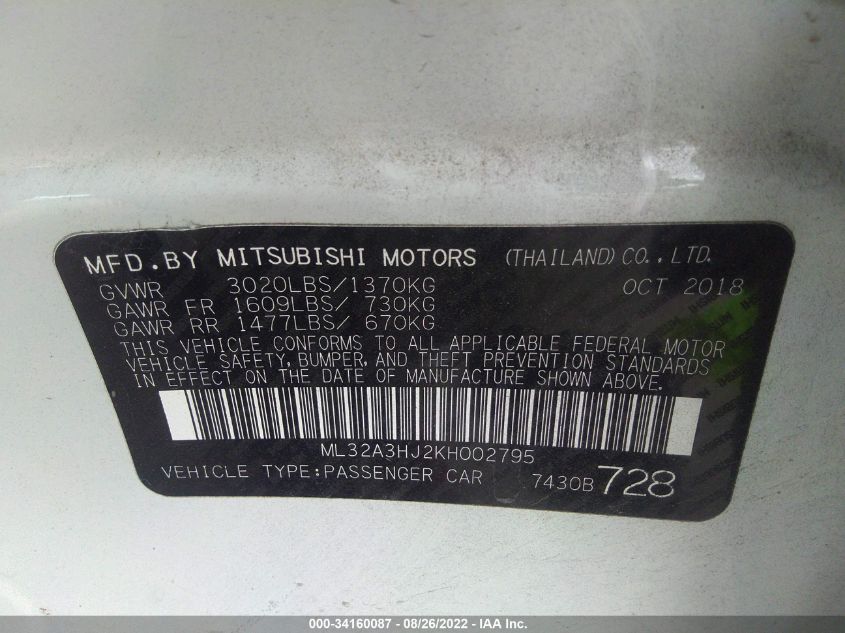 MFD.BY MITSUBISHI MOTORS (THAILAND)CO.,LTD.
GVWR 3020LBS/1370KG OCT 2018
GAWR FR 1609LBS/ 730KG
GAWR RR 1477LBS/ 670KG
THIS VEHICLE CONFORMS TO ALL APPLICABLE FEDERAL MOTOR
VEHICLE SAFETY, BUMPER, AND THEFT PREVENTION STANDARDS
IN EFFECT ON THE DATE OF MANUFACTURE SHOWN ABOVE.
ML32A3HJ2KH002795
VEHICLE TYPE:PASSENGER CAR 7430B 728
000-34160087 - 08/26/2022 - IAA Inc.